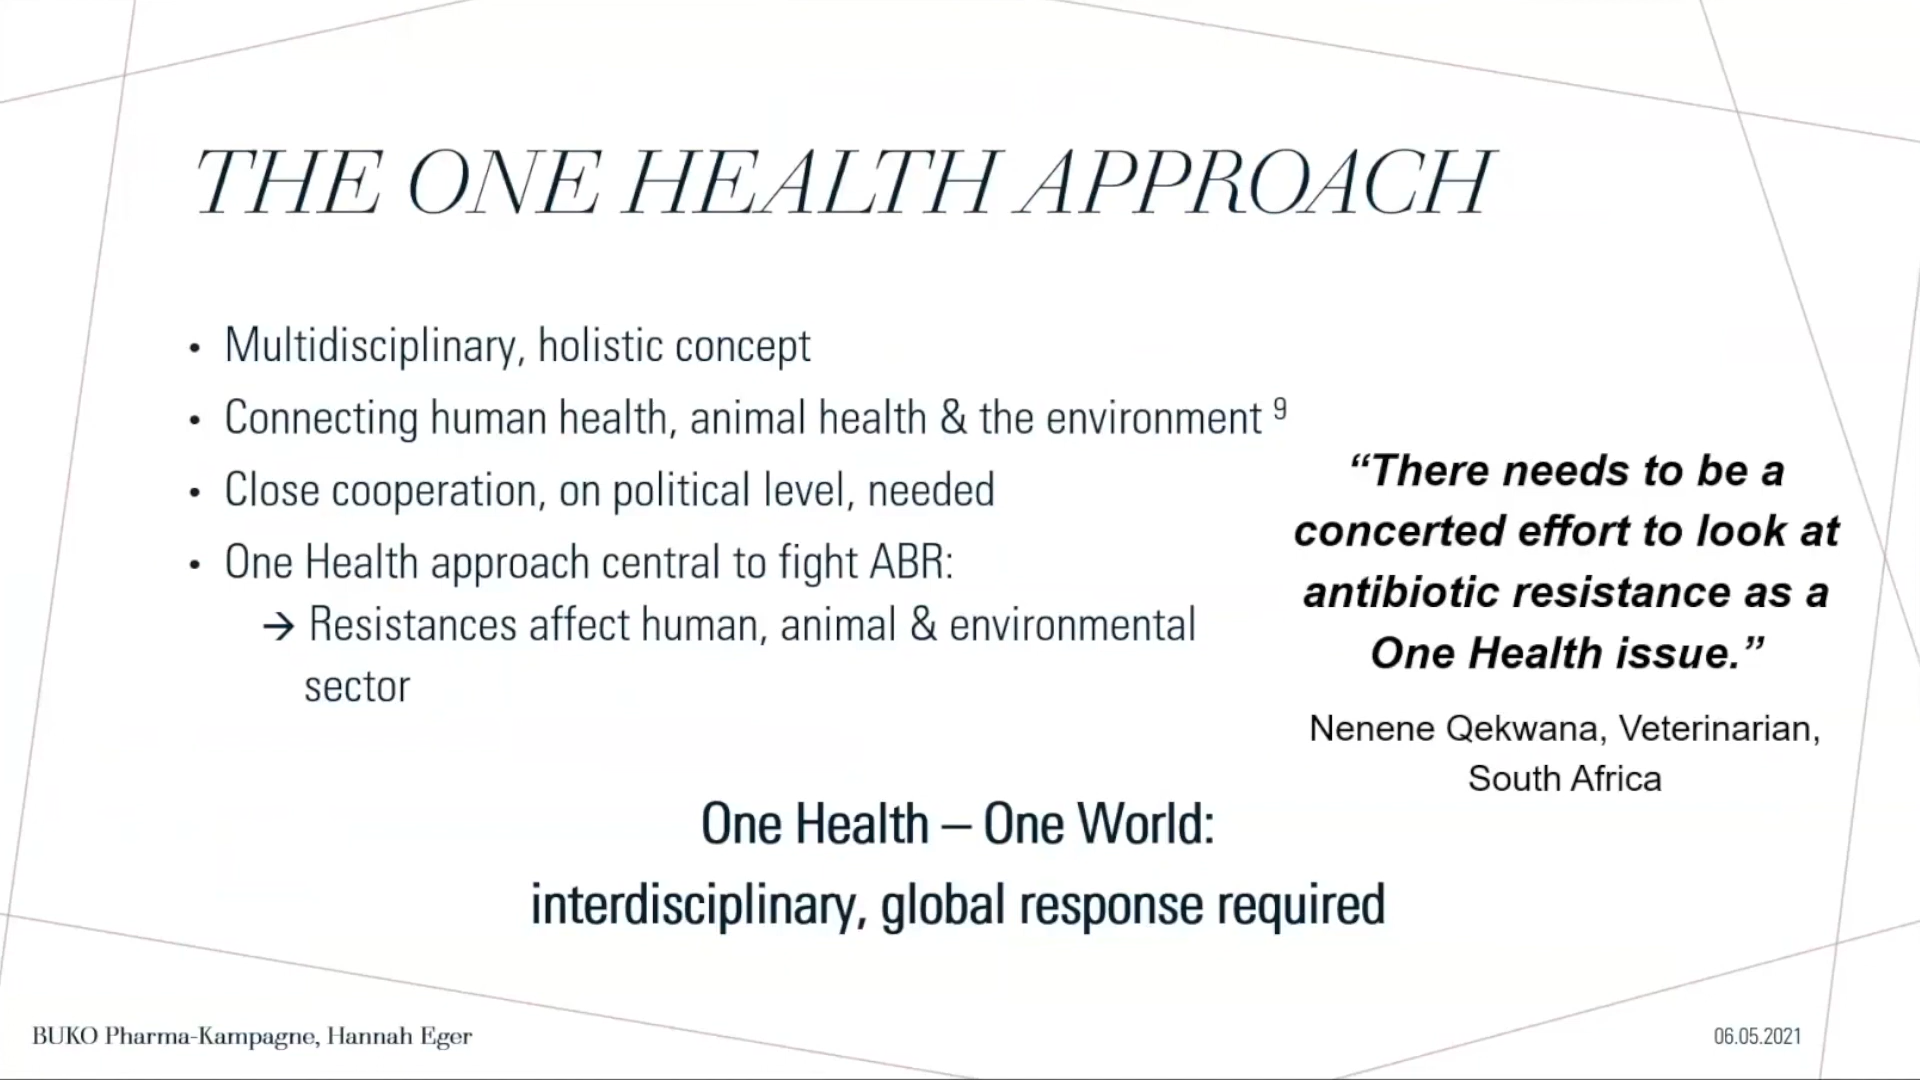 THE ONE HEALTH APPROACH
• Multidisciplinary, holistic concept
• Connecting human health, animal health & the environment ⁹
• Close cooperation, on political level, needed
• One Health approach central to fight ABR:
→ Resistances affect human, animal & environmental
sector
“There needs to be a
concerted effort to look at
antibiotic resistance as a
One Health issue.”
Nenene Qekwana, Veterinarian,
South Africa
One Health – One World:
interdisciplinary, global response required
BUKO Pharma-Kampagne, Hannah Eger
06.05.2021